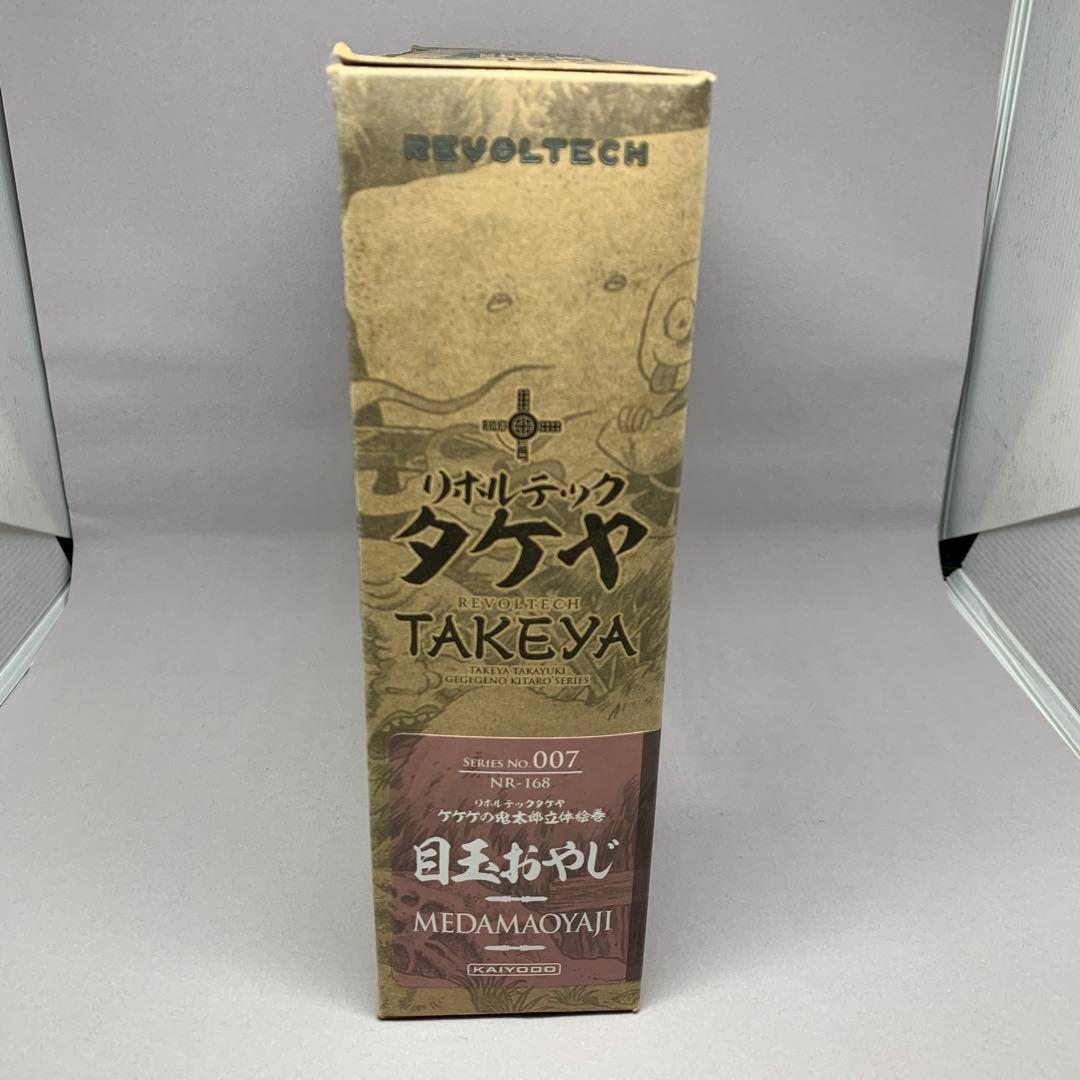 REVOLTECH
REVOLTECH
リボルテック
タケヤ
REVOLTECH
TAKEYA
TAKEYA TAKAYUKI
GEGEGENO KITARO SERIES
SERIES NO.007
NR-168
リボルテックタケヤ
ゲゲゲの鬼太郎立体絵巻
目玉おやじ
MEDAMAOYAJI
KAIYODO